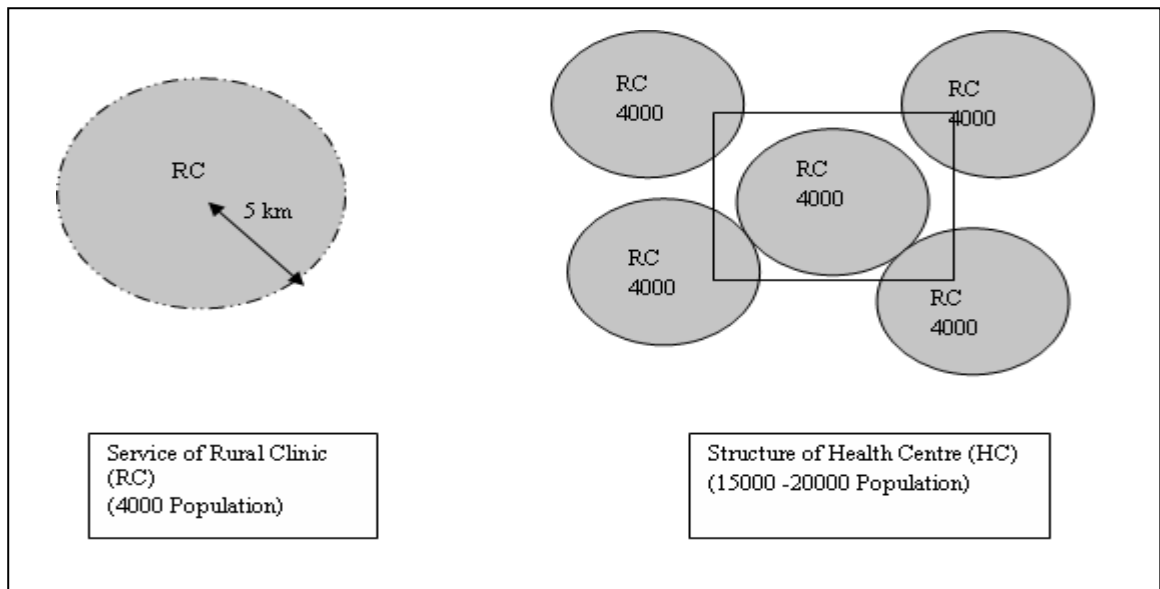 RC
5 km
RC
4000
RC
4000
RC
4000
RC
4000
RC
4000
Service of Rural Clinic
(RC)
(4000 Population)
Structure of Health Centre (HC)
(15000 -20000 Population)